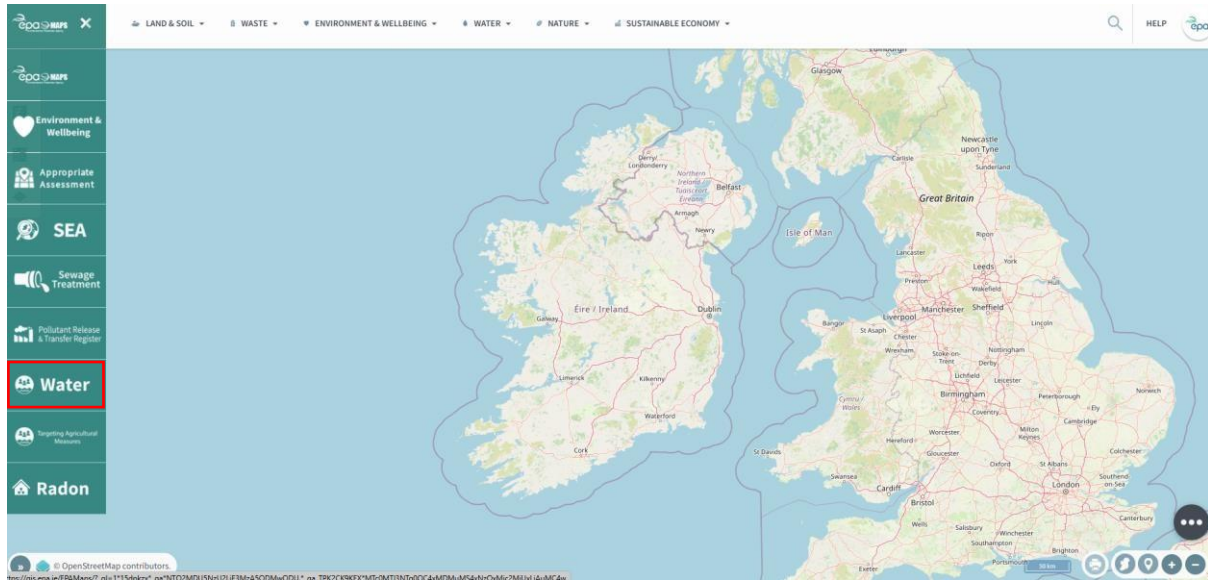 epa MAPS ×
LAND & SOIL
WASTE
ENVIRONMENT & WELLBEING
WATER
NATURE
SUSTAINABLE ECONOMY
HELP
epa
epa MAPS
Environment &
Wellbeing
Appropriate
Assessment
SEA
Sewage
Treatment
Pollutant Release
& Transfer Register
Water
Targeting Agricultural
Measures
Radon
Edinburgh
Glasgow
Newcastle
upon Tyne
Carlisle
Sunderland
Derry/
Londonderry
Northern
Ireland /
Tuaisceart
Éireann
Belfast
Great Britain
Armagh
Newry
Isle of Man
Ripon
Lancaster
York
Leeds
Preston
Wakefield
Hull
Éire / Ireland
Dublin
Galway
Manchester
Sheffield
Liverpool
Bangor
St Asaph
Chester
Lincoln
Wrexham
Stoke-on-
Trent
Nottingham
Derby
Limerick
Kilkenny
Lichfield
Leicester
Norwich
Birmingham
Peterborough
Cymru /
Wales
Coventry
Ely
Waterford
Cambridge
Worcester
Milton
Keynes
Hereford
Cork
St Davids
Gloucester
Colchester
Oxford
St Albans
Swansea
London
Southend-
on-Sea
Cardiff
Bristol
Canterbury
Wells
Salisbury
Winchester
Southampton
Brighton
Exeter
Portsmouth
50 km
© OpenStreetMap contributors.